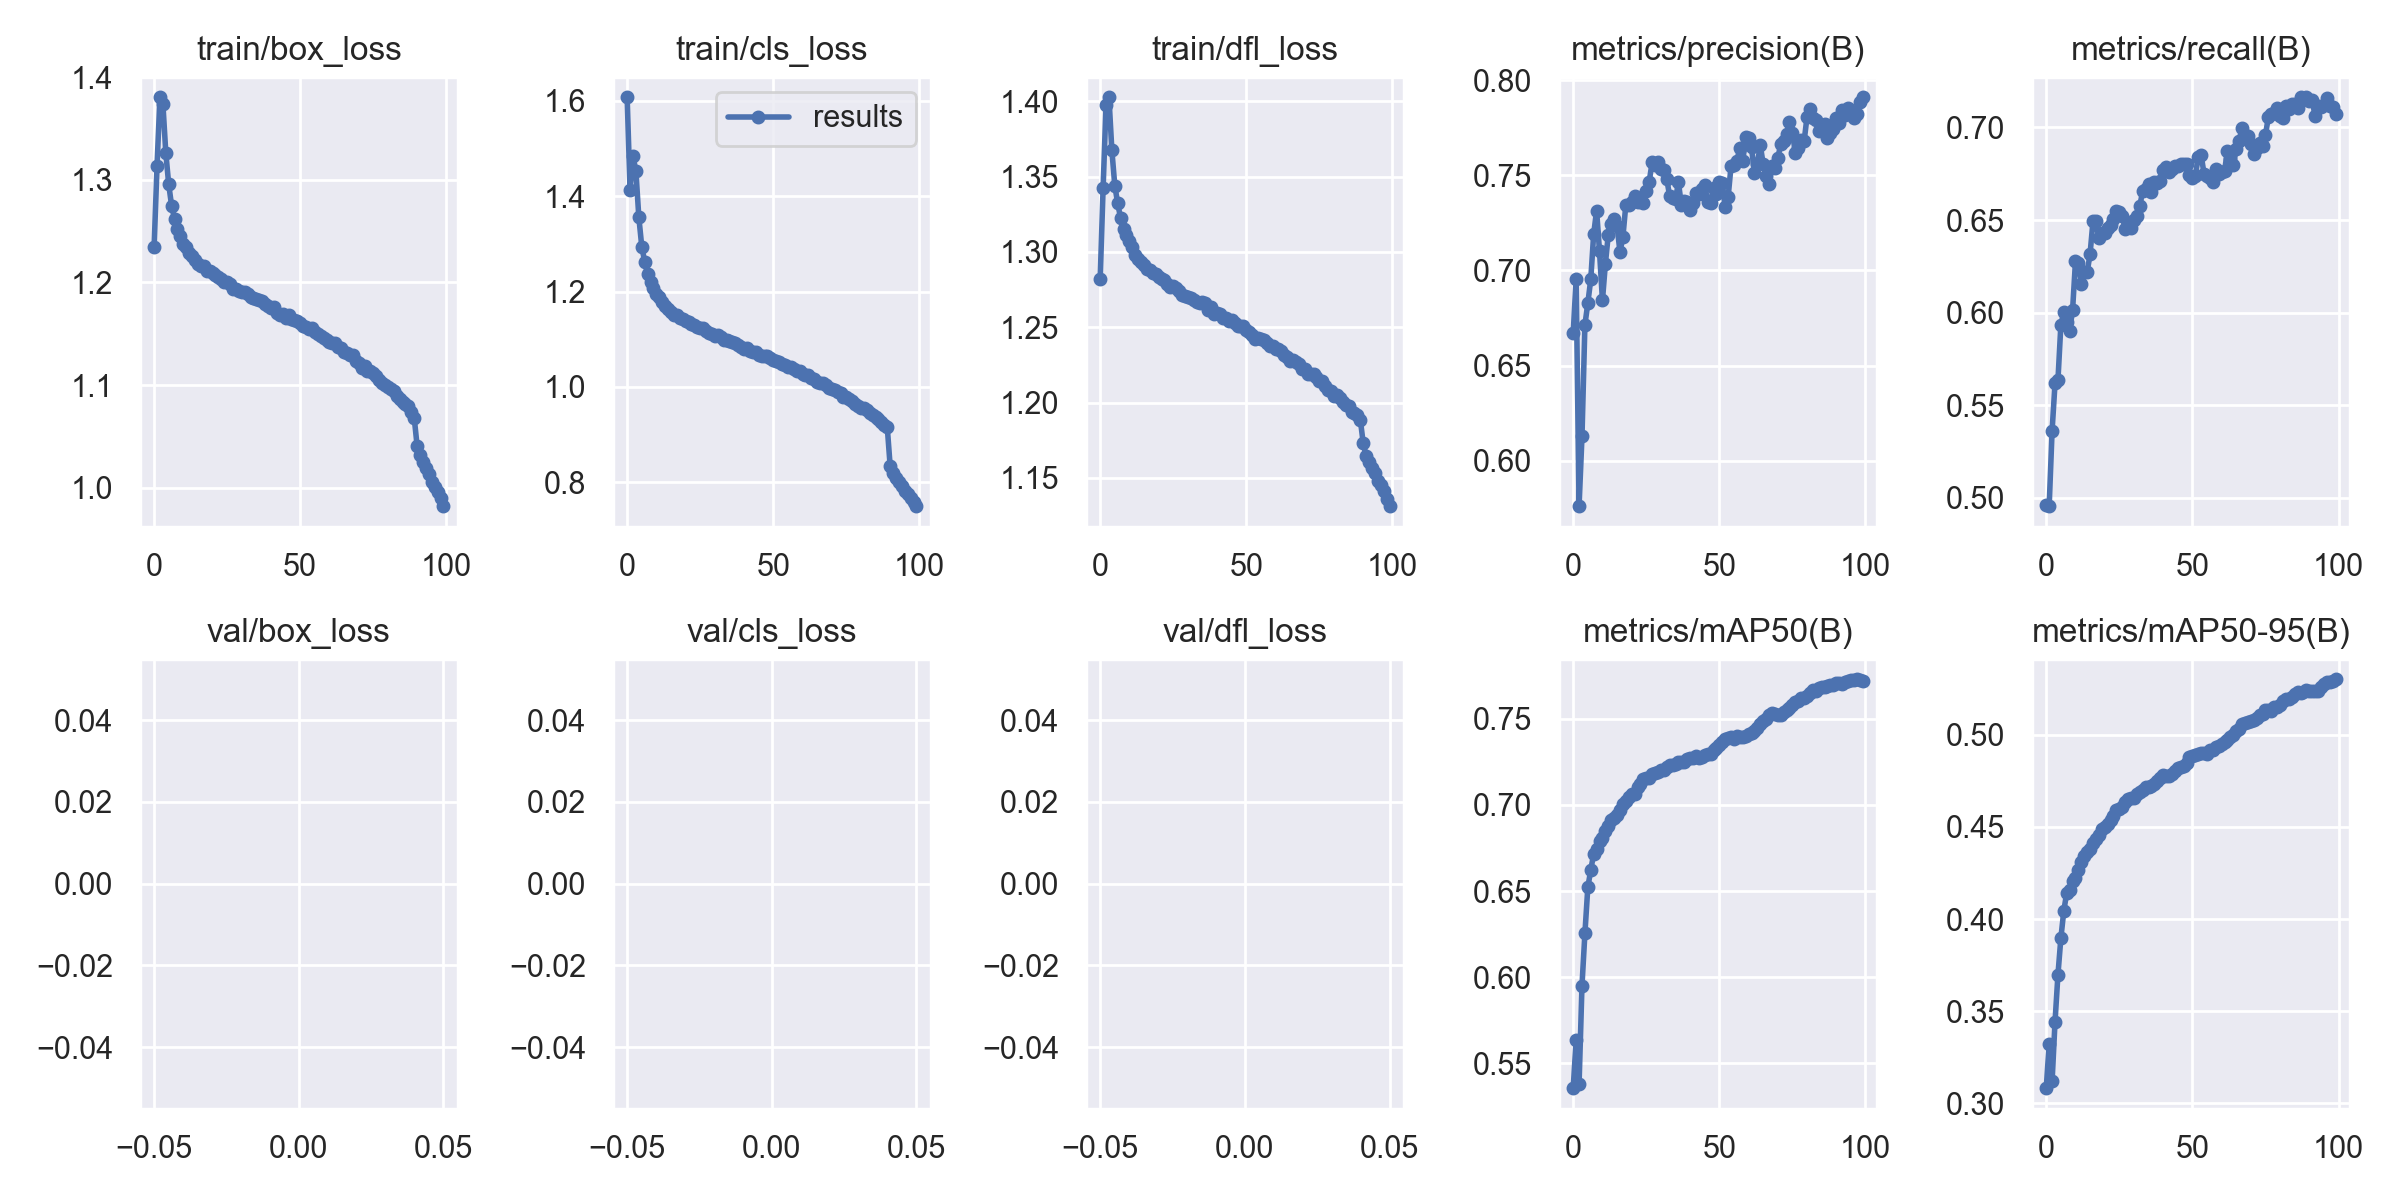 train/box_loss
1.4
1.3
1.2
1.1
1.0
0 50 100
train/cls_loss
results
1.6
1.4
1.2
1.0
0.8
0 50 100
train/dfl_loss
1.40
1.35
1.30
1.25
1.20
1.15
0 50 100
metrics/precision(B)
0.80
0.75
0.70
0.65
0.60
0 50 100
metrics/recall(B)
0.70
0.65
0.60
0.55
0.50
0 50 100
val/box_loss
0.04
0.02
0.00
−0.02
−0.04
−0.05 0.00 0.05
val/cls_loss
0.04
0.02
0.00
−0.02
−0.04
−0.05 0.00 0.05
val/dfl_loss
0.04
0.02
0.00
−0.02
−0.04
−0.05 0.00 0.05
metrics/mAP50(B)
0.75
0.70
0.65
0.60
0.55
0 50 100
metrics/mAP50-95(B)
0.50
0.45
0.40
0.35
0.30
0 50 100